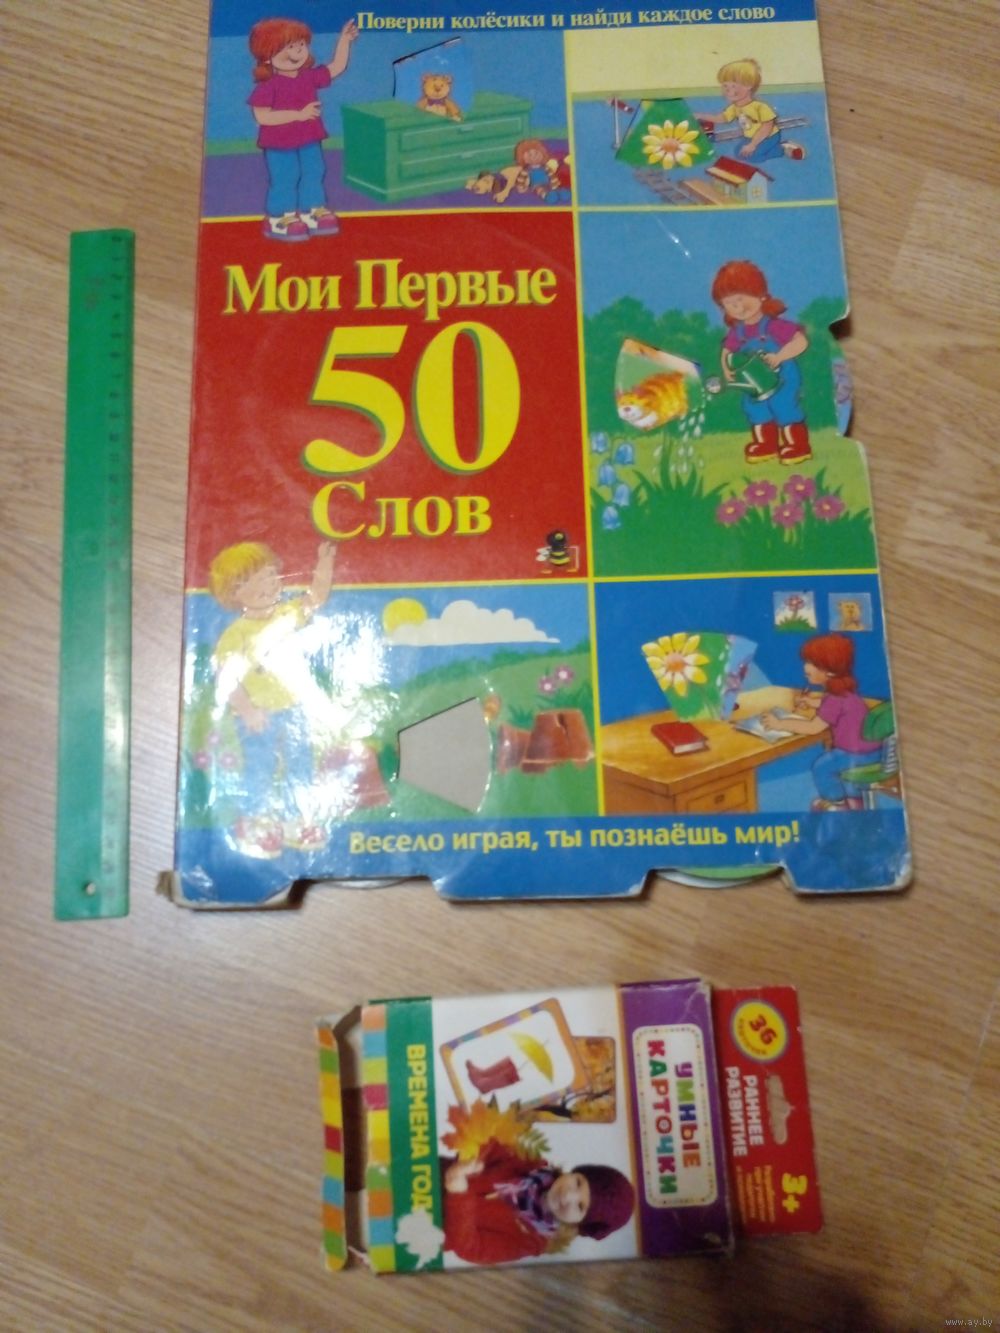 Поверни колёсики и найди каждое слово
Мои Первые
50
Слов
Весело играя, ты познаёшь мир!
36
РАННЕЕ
РАЗВИТИЕ
3+
УМНЫЕ
КАРТОЧКИ
ВРЕМЕНА ГОД
www.ay.by